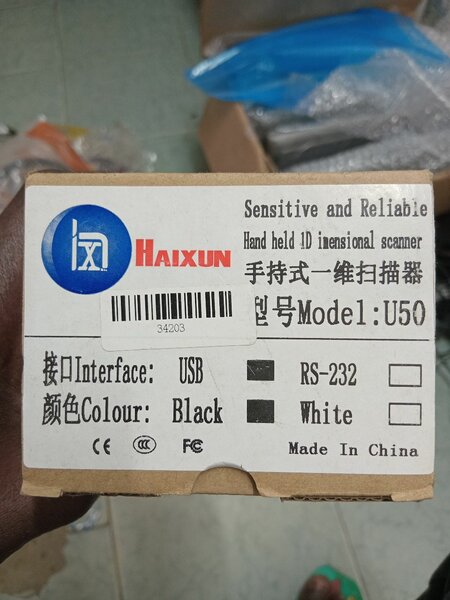 HAIXUN
Sensitive and Reliable
Hand held 1D imensional scanner
手持式一维扫描器
型号Model:U50
34203
接口Interface: USB ■ RS-232 □
颜色Colour: Black ■ White □
CE CCC FC
Made In China